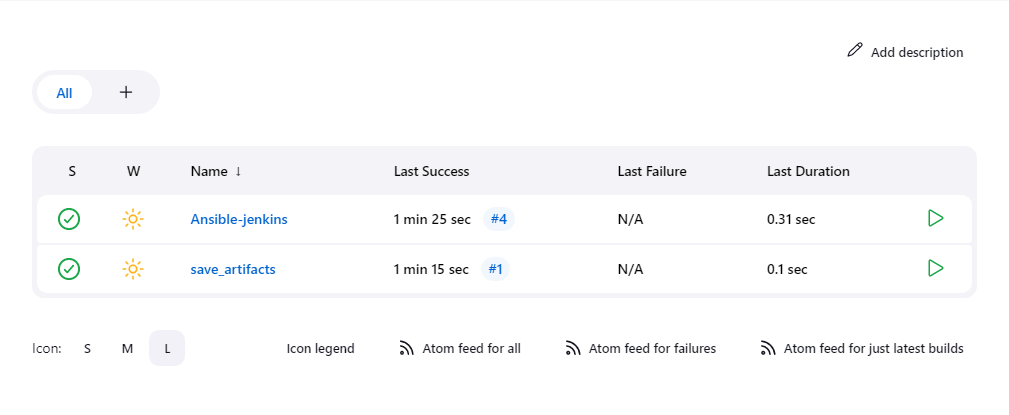 Add description
All +
S W Name ↓ Last Success Last Failure Last Duration
Ansible-jenkins 1 min 25 sec #4 N/A 0.31 sec
save_artifacts 1 min 15 sec #1 N/A 0.1 sec
Icon: S M L Icon legend Atom feed for all Atom feed for failures Atom feed for just latest builds